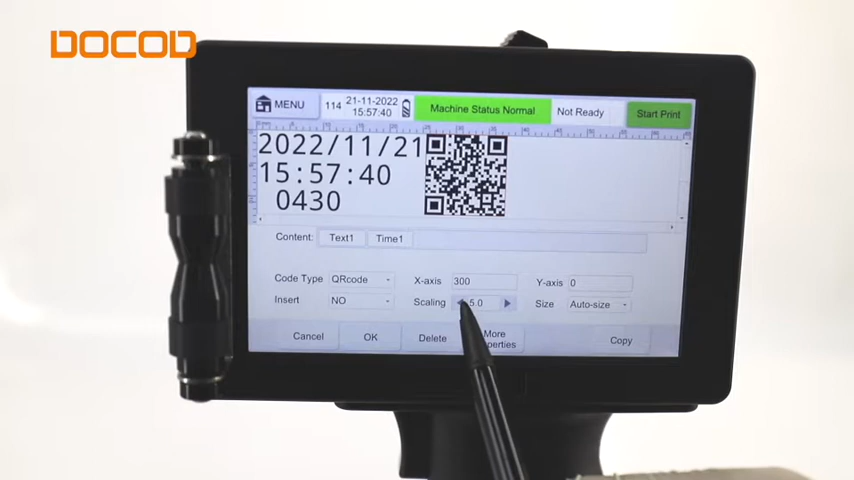 DOCOD
MENU 114 21-11-2022 15:57:40 Machine Status Normal Not Ready Start Print
2022/11/21
15:57:40
0430
Content: Text1 Time1
Code Type QRcode X-axis 300 Y-axis 0
Insert NO Scaling 5.0 Size Auto-size
Cancel OK Delete More Copy